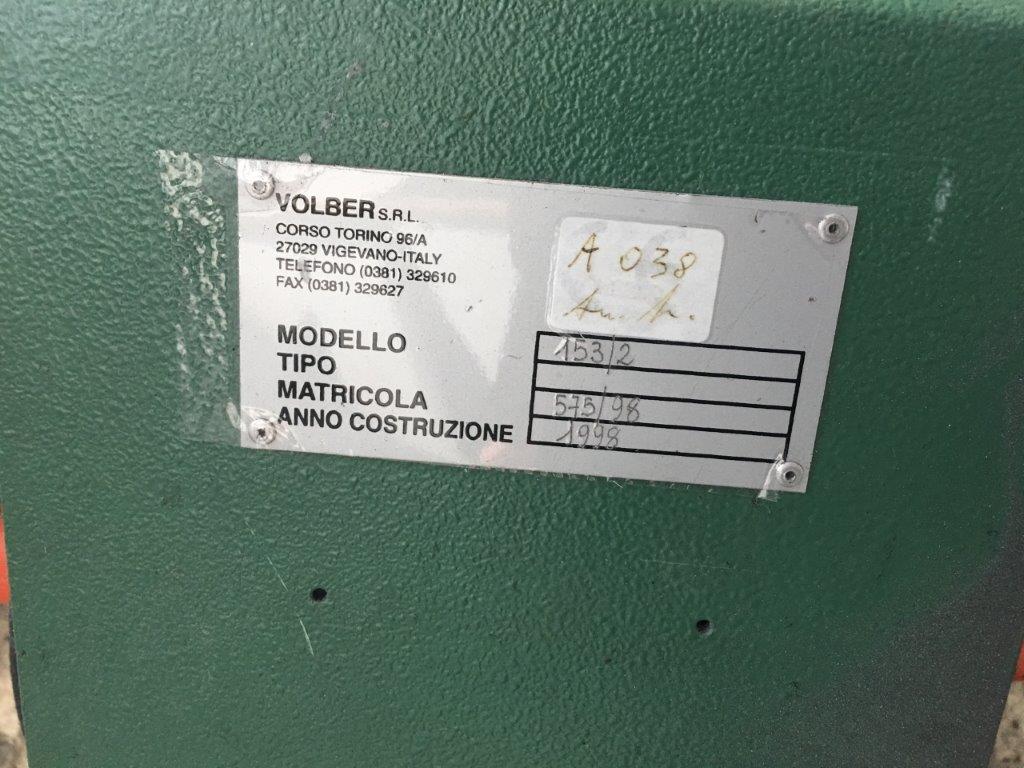 VOLBER S.R.L.
CORSO TORINO 96/A
27029 VIGEVANO-ITALY
TELEFONO (0381) 329610
FAX (0381) 329627
A 038
MODELLO 153/2
TIPO
MATRICOLA 575/98
ANNO COSTRUZIONE 1998